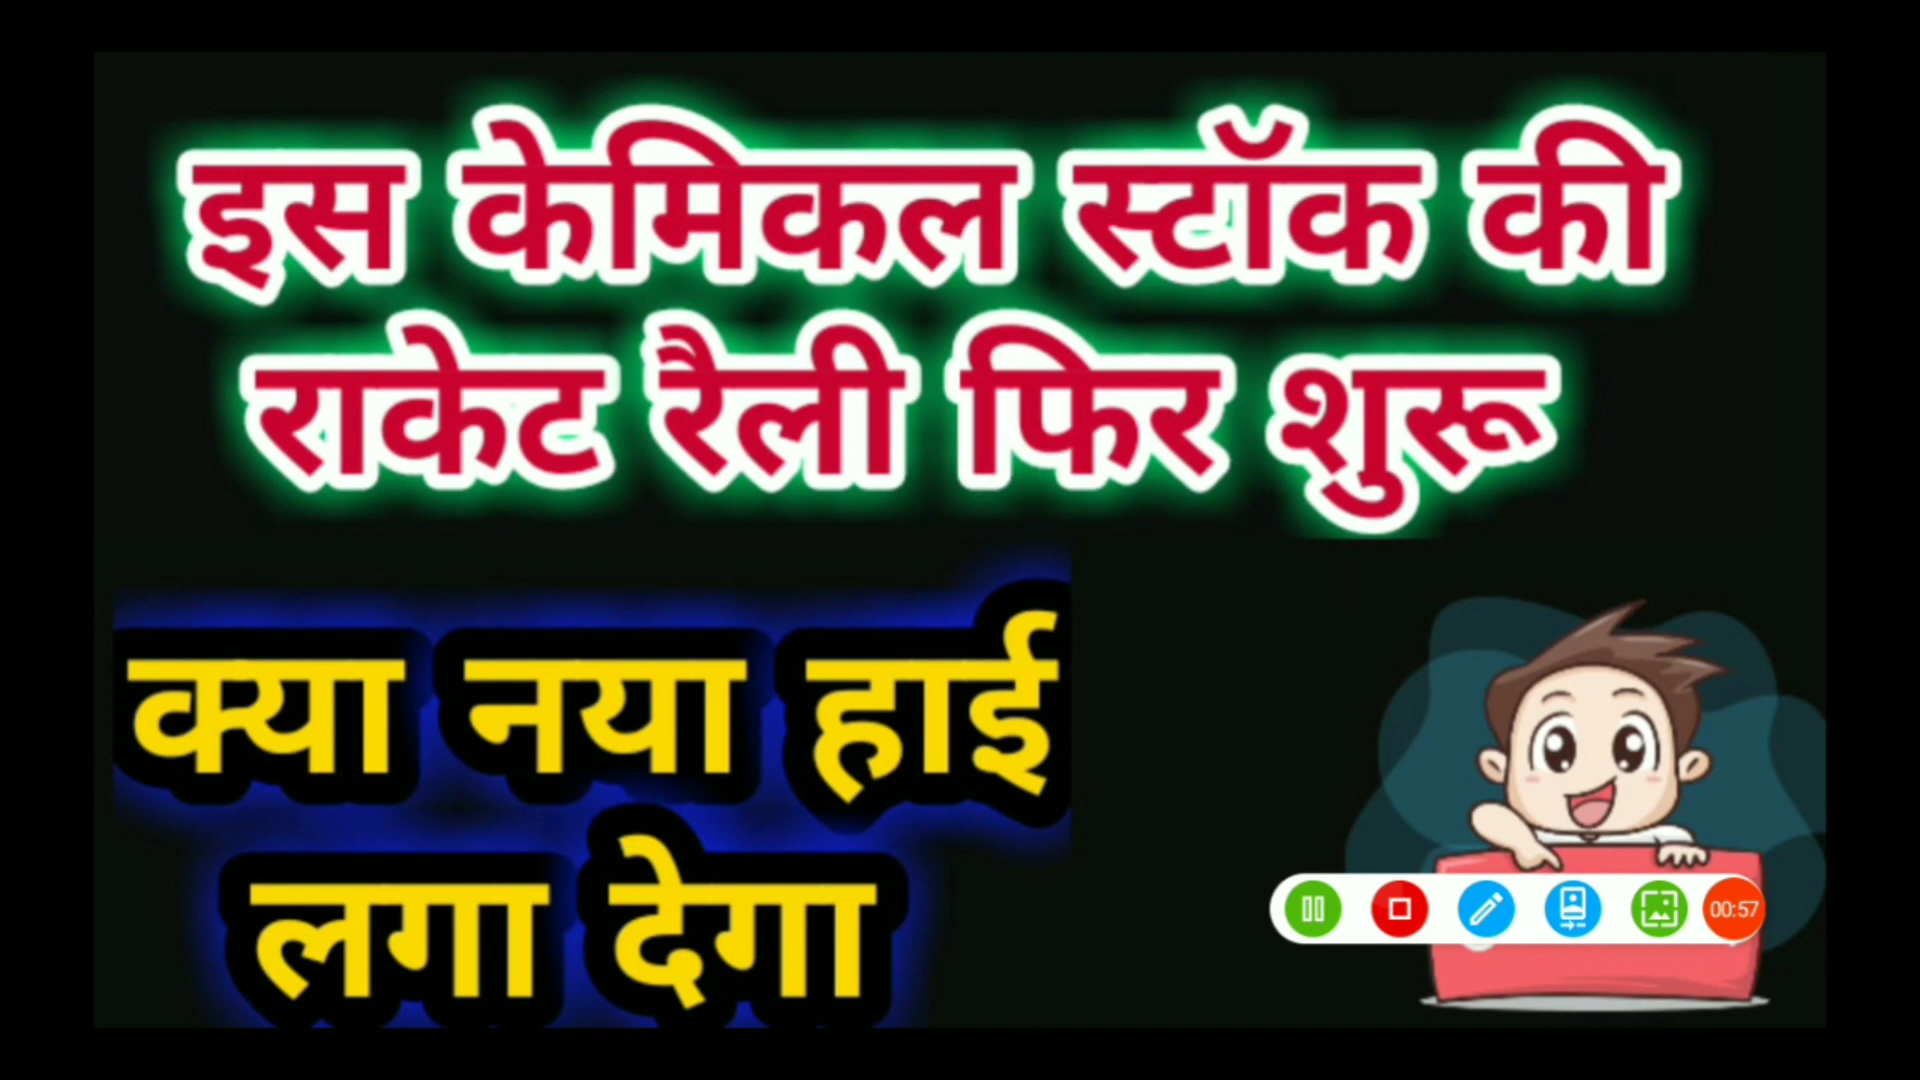 इस केमिकल स्टॉक की
राकेट रैली फिर शुरू
क्या नया हाई
लगा देगा
00:57